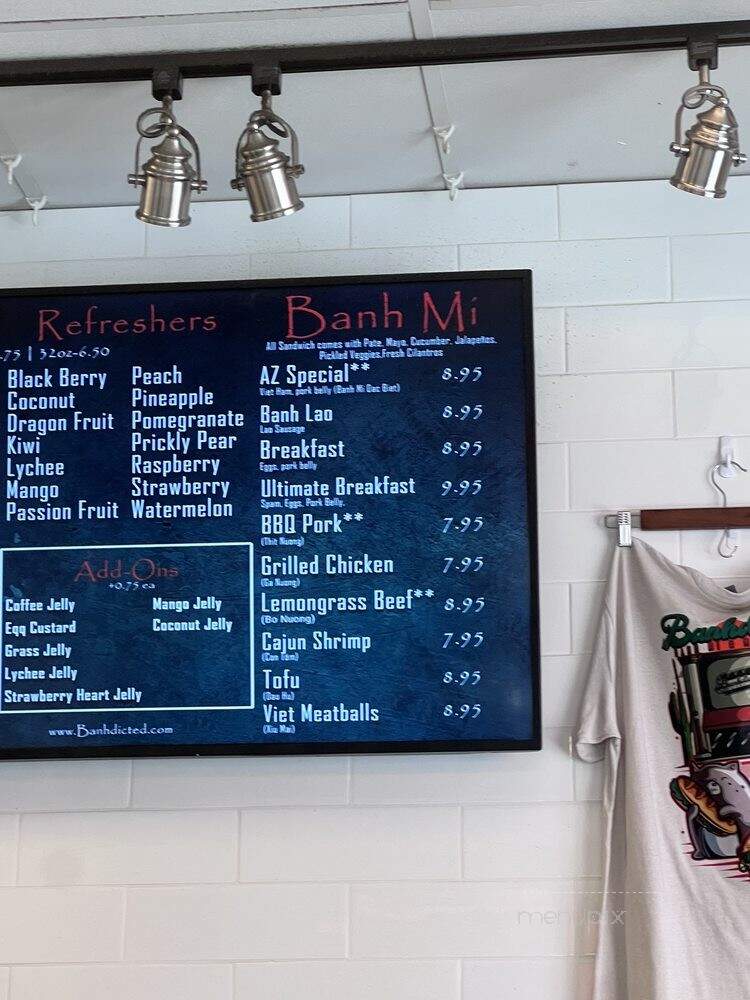 Refreshers
.75 | 32oz-6.50
Black Berry
Coconut
Dragon Fruit
Kiwi
Lychee
Mango
Passion Fruit
Peach
Pineapple
Pomegranate
Prickly Pear
Raspberry
Strawberry
Watermelon
Add-Ons
+0.75 ea
Coffee Jelly
Egg Custard
Grass Jelly
Lychee Jelly
Strawberry Heart Jelly
Mango Jelly
Coconut Jelly
www.Banhdicted.com
Banh Mi
All Sandwich comes with Pate, Mayo, Cucumber, Jalapeños,
Pickled Veggies,Fresh Cilantros
AZ Special** 8.95
Viet Ham, pork belly (Banh Mi Dac Biet)
Banh Lao 8.95
Lao Sausage
Breakfast 8.95
Eggs, pork belly
Ultimate Breakfast 9.95
Spam, Eggs, Pork Belly,
BBQ Pork** 7.95
(Thit Nuong)
Grilled Chicken 7.95
(Ga Nuong)
Lemongrass Beef** 8.95
(Bo Nuong)
Cajun Shrimp 7.95
(Con Tom)
Tofu 8.95
(Dau Hu)
Viet Meatballs 8.95
(Xiu Mai)
menupix